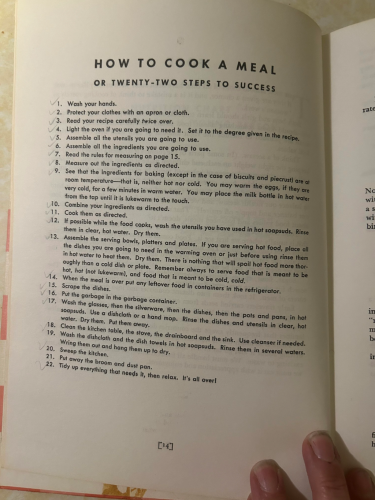 HOW TO COOK A MEAL
OR TWENTY-TWO STEPS TO SUCCESS
1. Wash your hands.
2. Protect your clothes with an apron or cloth.
3. Read your recipe carefully twice over.
4. Light the oven if you are going to need it. Set it to the degree given in the recipe.
5. Assemble all the utensils you are going to use.
6. Assemble all the ingredients you are going to use.
7. Read the rules for measuring on page 15.
8. Measure out the ingredients as directed.
9. See that the ingredients for baking (except in the case of biscuits and piecrust) are at
room temperature—that is, neither hot nor cold. You may warm the eggs, if they are
very cold, for a few minutes in warm water. You may place the milk bottle in hot water
from the tap until it is lukewarm to the touch.
10. Combine your ingredients as directed.
11. Cook them as directed.
12. If possible while the food cooks, wash the utensils you have used in hot soapsuds. Rinse
them in clear, hot water. Dry them.
13. Assemble the serving bowls, platters and plates. If you are serving hot food, place all
the dishes you are going to need in the warming oven or just before using rinse them
in hot water to heat them. Dry them. There is nothing that will spoil hot food more thor-
oughly than a cold dish or plate. Remember always to serve food that is meant to be
hot, hot (not lukewarm), and food that is meant to be cold, cold.
14. When the meal is over put any leftover food in containers in the refrigerator.
15. Scrape the dishes.
16. Put the garbage in the garbage container.
17. Wash the glasses, then the silverware, then the dishes, then the pots and pans, in hot
soapsuds. Use a dishcloth or a hand mop. Rinse the dishes and utensils in clear, hot
water. Dry them. Put them away.
18. Clean the kitchen table, the stove, the drainboard and the sink. Use cleanser if needed.
19. Wash the dishcloth and the dish towels in hot soapsuds. Rinse them in several waters.
Wring them out and hang them up to dry.
20. Sweep the kitchen.
21. Put away the broom and dust pan.
22. Tidy up everything that needs it, then relax. It's all over!
[14]